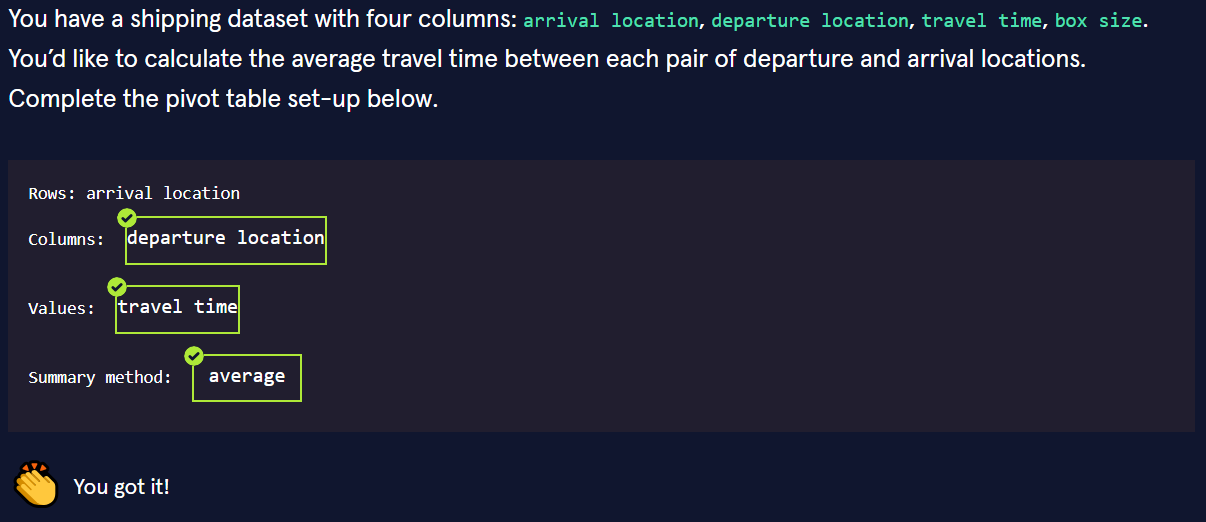 You have a shipping dataset with four columns: arrival location, departure location, travel time, box size.
You’d like to calculate the average travel time between each pair of departure and arrival locations.
Complete the pivot table set-up below.
Rows: arrival location
Columns: departure location
Values: travel time
Summary method: average
You got it!